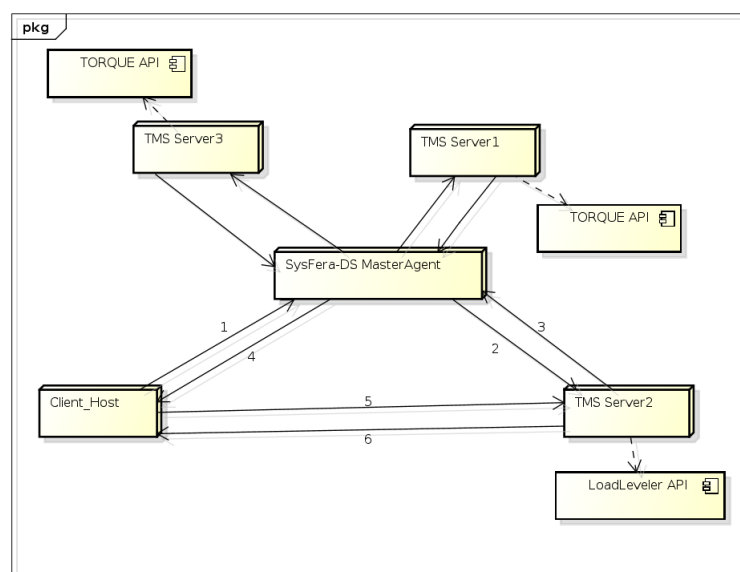 pkg
TORQUE API
TMS Server3
TMS Server1
TORQUE API
SysFera-DS MasterAgent
1
4
2
3
Client_Host
5
6
TMS Server2
LoadLeveler API